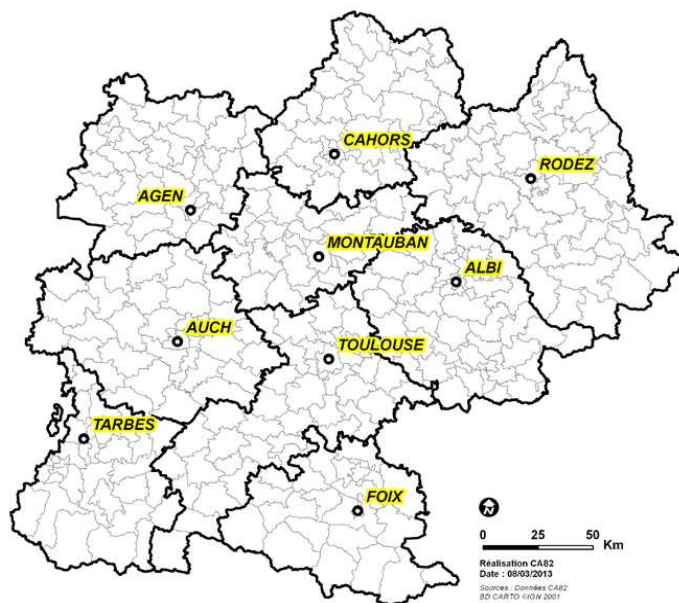 CAHORS
RODEZ
AGEN
MONTAUBAN
ALBI
AUCH
TOULOUSE
TARBES
FOIX
N
0 25 50 Km
Réalisation CA82
Date : 08/03/2013
Sources : Données CA82
BD CARTO ©IGN 2001